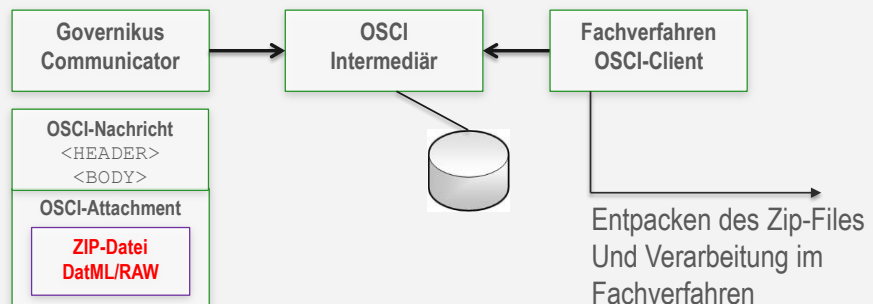 Governikus
Communicator
OSCI
Intermediär
Fachverfahren
OSCI-Client
OSCI-Nachricht
<HEADER>
<BODY>
OSCI-Attachment
ZIP-Datei
DatML/RAW
Entpacken des Zip-Files
Und Verarbeitung im
Fachverfahren